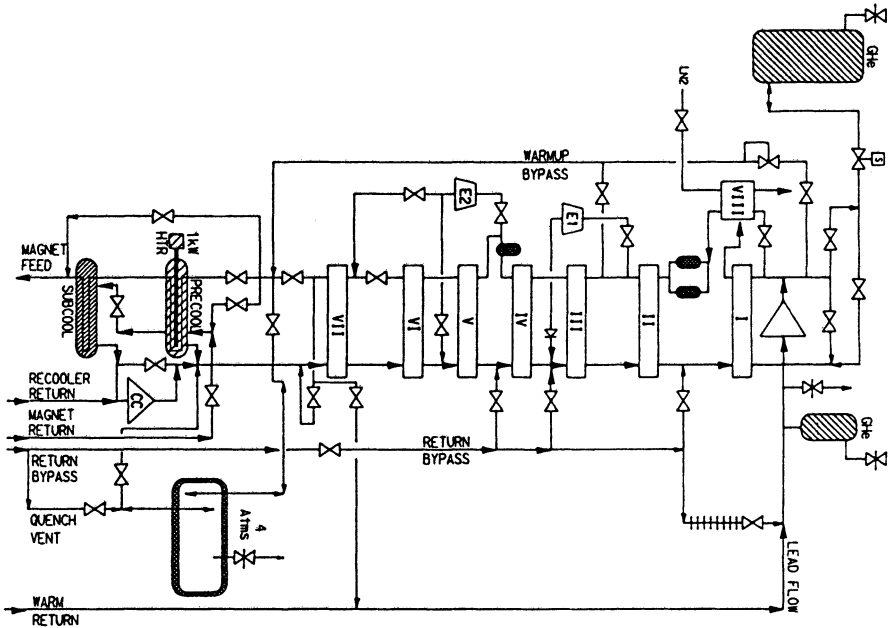 GHe
LN2
S
WARMUP
BYPASS
E2
E1
VIII
1kW
HTR
MAGNET
FEED
SUBCOOL
PRECOOL
VII
VI
V
IV
III
II
I
RECOOLER
RETURN
CC
MAGNET
RETURN
RETURN
BYPASS
RETURN
BYPASS
GHe
QUENCH
VENT
4
Atms
LEAD FLOW
WARM
RETURN